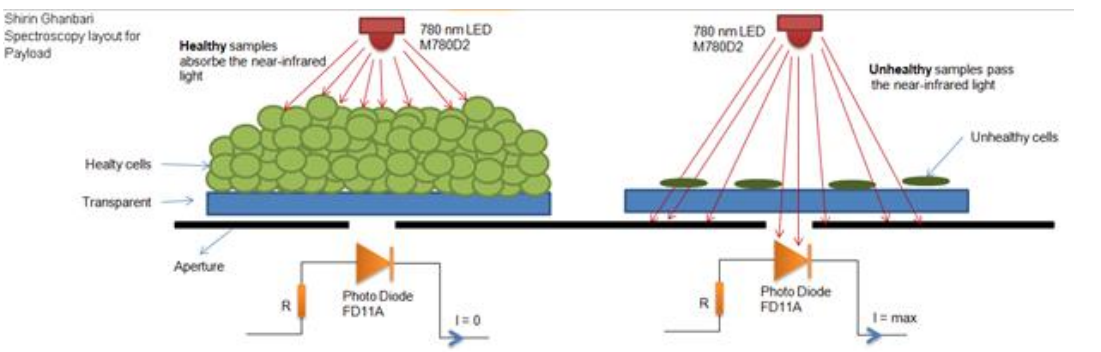 Shirin Ghanbari
Spectroscopy layout for
Payload
Healthy samples
absorbe the near-infrared
light
780 nm LED
M780D2
Healty cells
Transparent
Aperture
R
Photo Diode
FD11A
I = 0
780 nm LED
M780D2
Unhealthy samples pass
the near-infrared light
Unhealthy cells
R
Photo Diode
FD11A
I = max